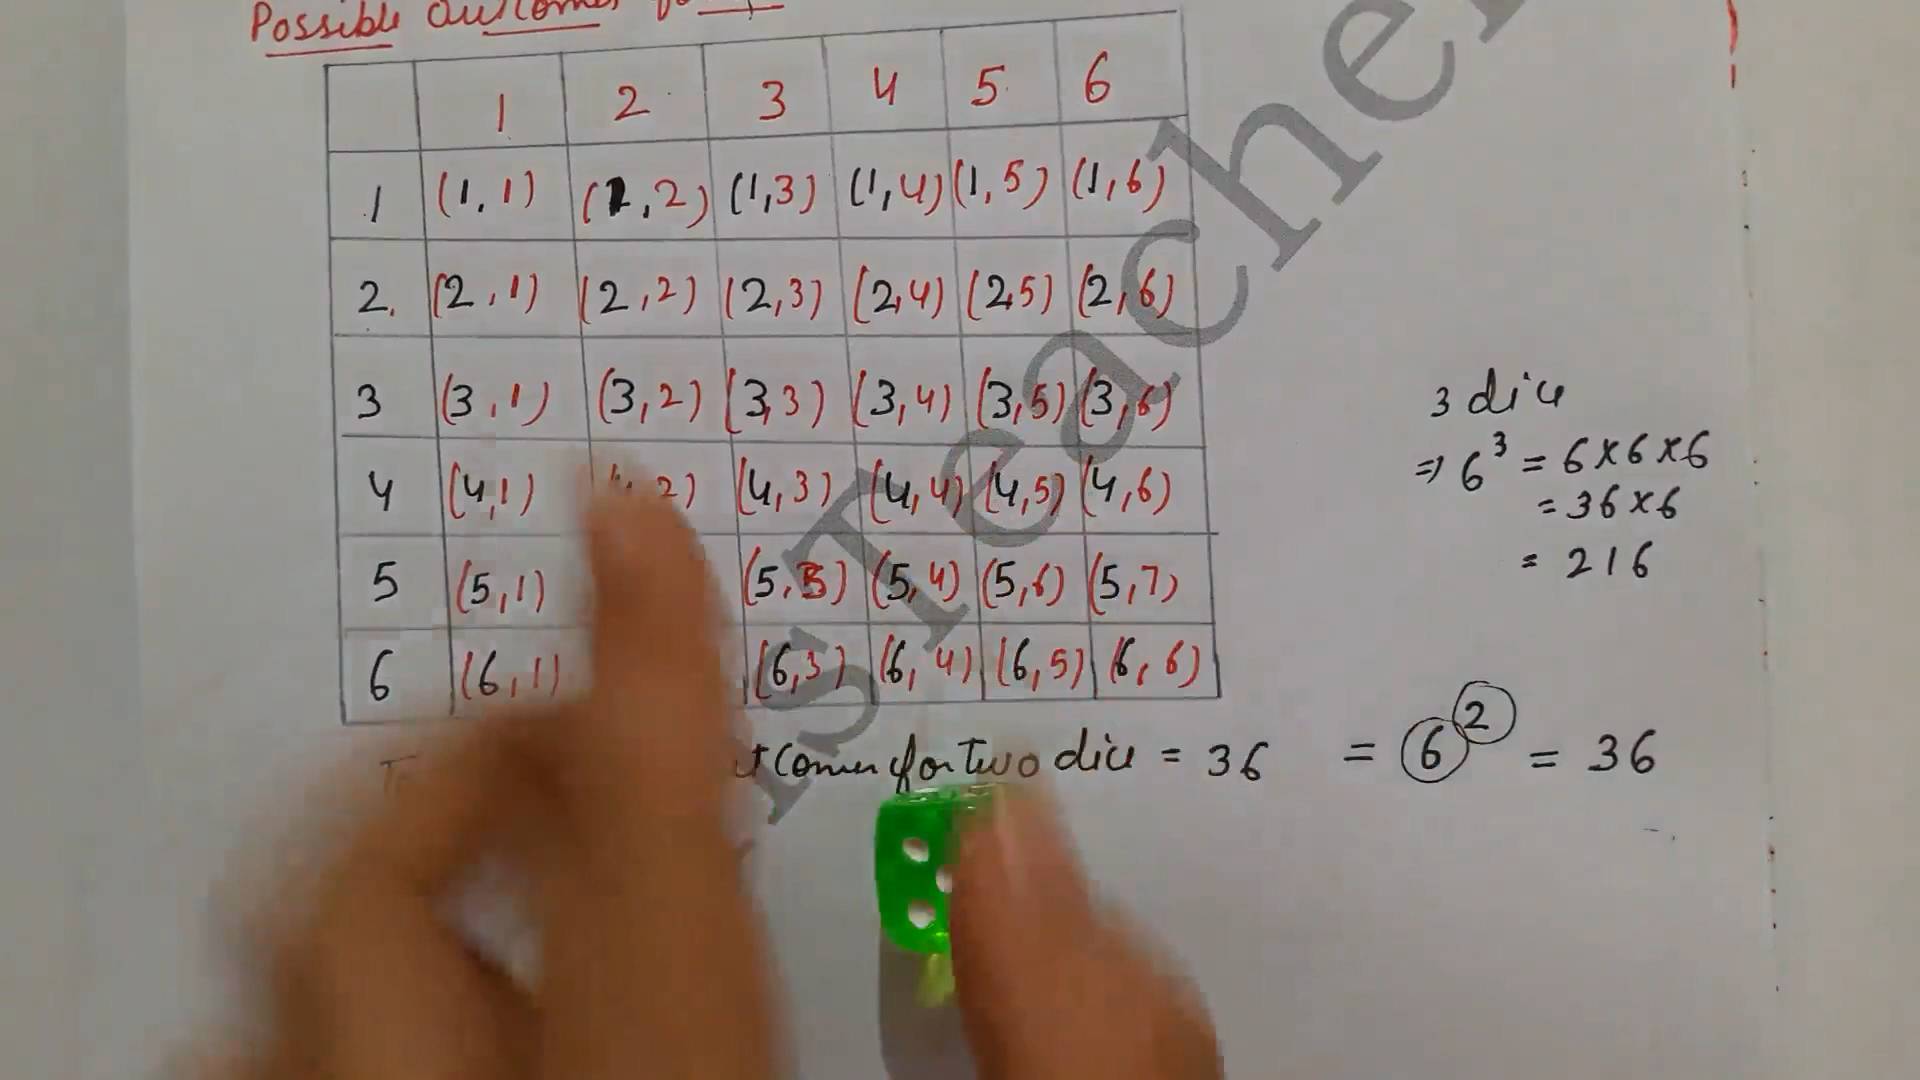 Possible Outcomes
1 2 3 4 5 6
1 (1, 1) (1, 2) (1,3) (1,4) (1,5) (1,6)
2. (2,1) (2,2) (2,3) (2,4) (2,5) (2,6)
3 (3,1) (3,2) (3,3) (3,4) (3,5) (3,6)
4 (4,1) 2) (4,3) (4,4) (4,5) (4,6)
5 (5,1) (5,3) (5,4) (5,6) (5,7)
6 (6,1) (6,3) (6,4) (6,5) (6,6)
for two dice = 36 = 6² = 36
3 dice
⇒ 6³ = 6×6×6
= 36×6
= 216
sTeacher